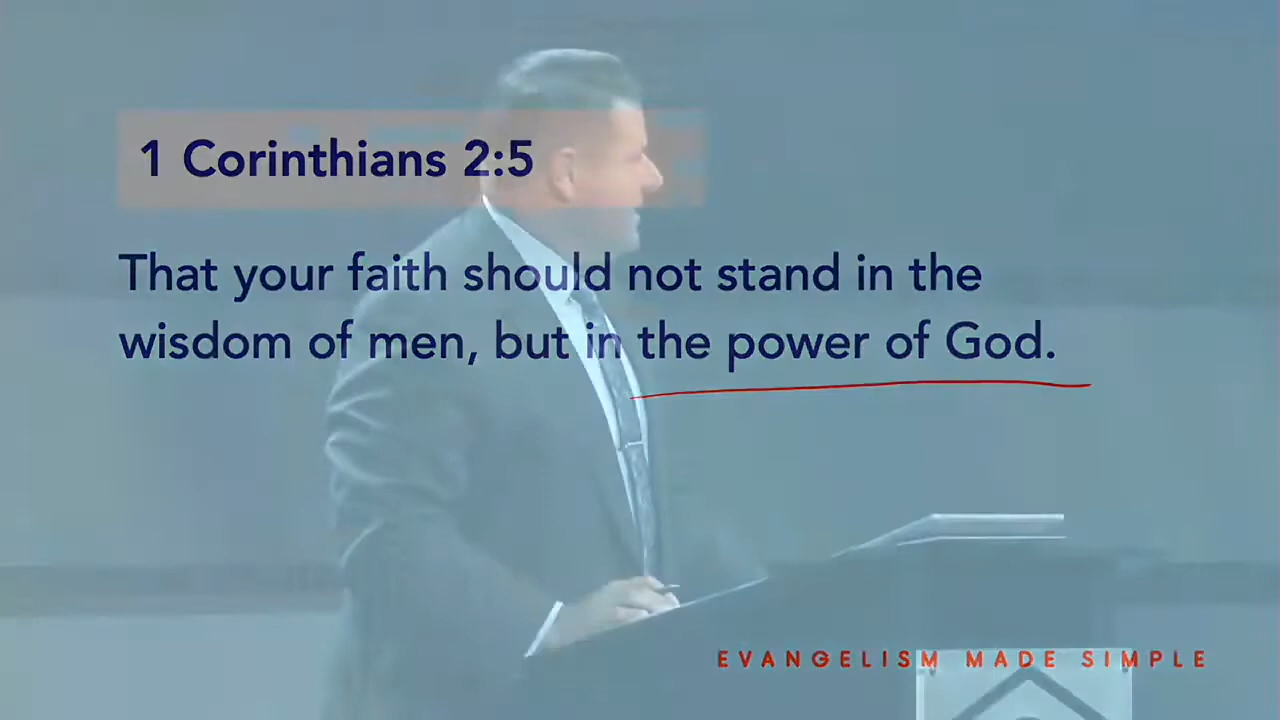 1 Corinthians 2:5
That your faith should not stand in the
wisdom of men, but in the power of God.
EVANGELISM MADE SIMPLE